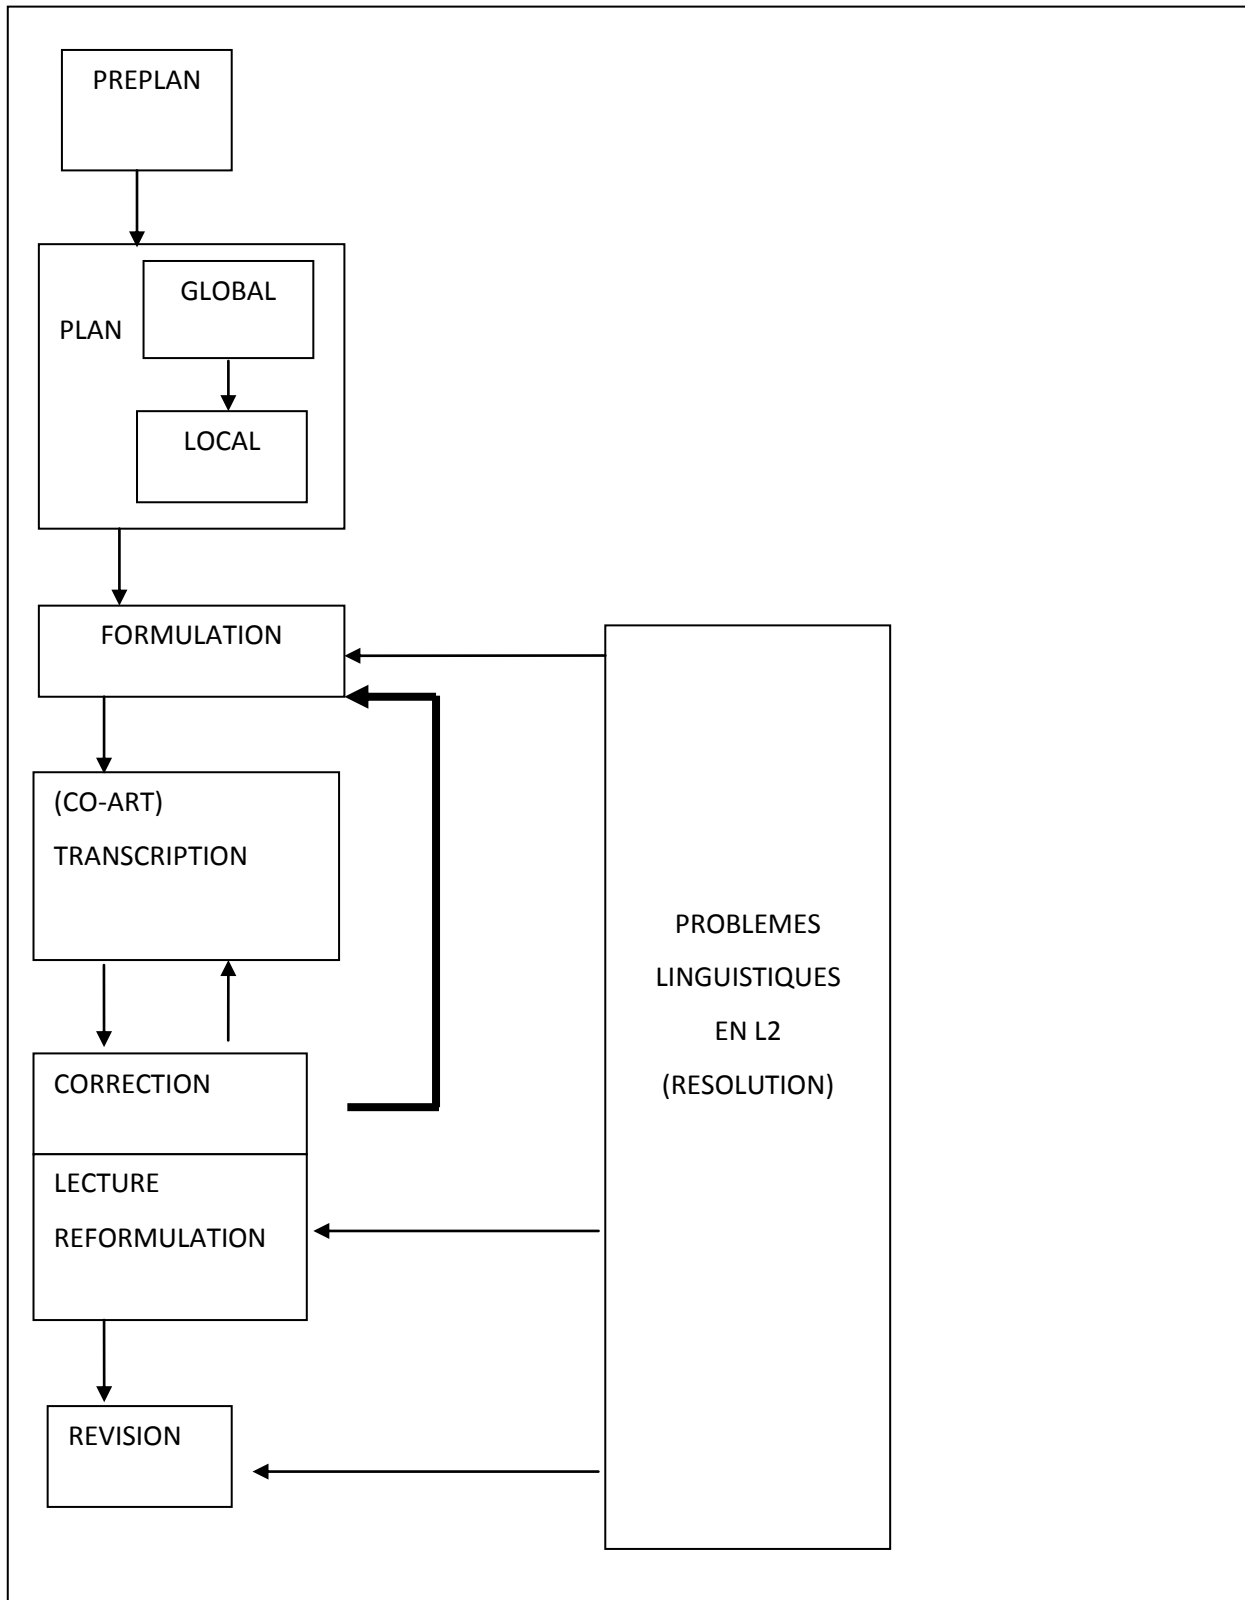 PREPLAN
GLOBAL
PLAN
LOCAL
FORMULATION
(CO-ART)
TRANSCRIPTION
PROBLEMES
LINGUISTIQUES
EN L2
(RESOLUTION)
CORRECTION
LECTURE
REFORMULATION
REVISION